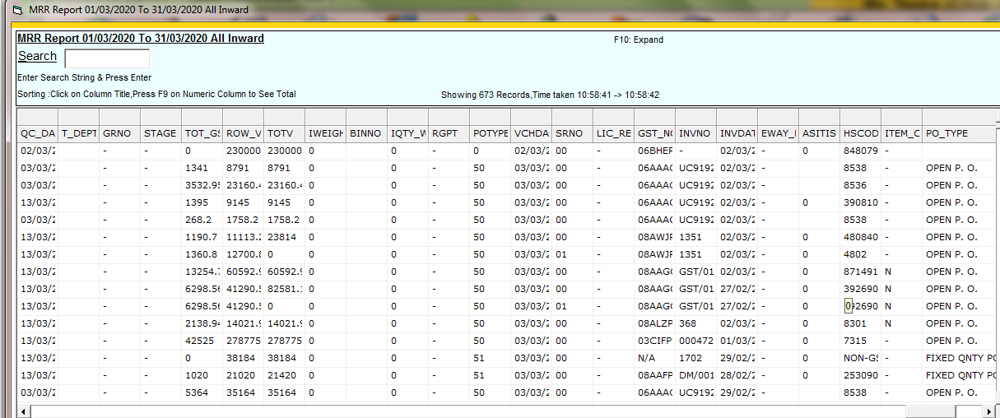 MRR Report 01/03/2020 To 31/03/2020 All Inward
MRR Report 01/03/2020 To 31/03/2020 All Inward
F10: Expand
Search
Enter Search String & Press Enter
Sorting :Click on Column Title,Press F9 on Numeric Column to See Total
Showing 673 Records,Time taken 10:58:41 -> 10:58:42
QC_DA T_DEPT GRNO STAGE TOT_GS ROW_V TOTV IWEIGH BINNO IQTY_W RGPT POTYPE VCHDA SRNO LIC_RE GST_NO INVNO INVDAT EWAY_ ASITIS HSCOD ITEM_C PO_TYPE
02/03/2 - - 0 230000 230000 0 0 - 0 02/03/2 00 - 06BHEF - 02/03/2 - 0 848079 -
03/03/2 - - 1341 8791 8791 0 0 - 50 03/03/2 00 - 06AAAC UC9192 02/03/2 - 8538 - OPEN P. O.
03/03/2 - - 3532.95 23160.4 23160.4 0 0 - 50 03/03/2 00 - 06AAAC UC9192 02/03/2 - 8536 - OPEN P. O.
13/03/2 - - 1395 9145 9145 0 0 - 50 03/03/2 00 - 06AAAC UC9192 02/03/2 - 0 390810 - OPEN P. O.
03/03/2 - - 268.2 1758.2 1758.2 0 0 - 50 03/03/2 00 - 06AAAC UC9192 02/03/2 - 8538 - OPEN P. O.
13/03/2 - - 1190.7 11113.2 23814 0 0 - 50 03/03/2 00 - 08AWJF 1351 02/03/2 - 0 480840 - OPEN P. O.
13/03/2 - - 1360.8 12700.8 0 0 0 - 50 03/03/2 01 - 08AWJF 1351 02/03/2 - 0 4802 - OPEN P. O.
13/03/2 - - 13254.7 60592.9 60592.9 0 0 - 50 03/03/2 00 - 08AAGC GST/01 02/03/2 - 0 871491 N OPEN P. O.
13/03/2 - - 6298.56 41290.5 82581.1 0 0 - 50 03/03/2 00 - 08AAGC GST/01 27/02/2 - 0 392690 N OPEN P. O.
13/03/2 - - 6298.56 41290.5 0 0 0 - 50 03/03/2 01 - 08AAGC GST/01 27/02/2 - 0 092690 N OPEN P. O.
13/03/2 - - 2138.94 14021.9 14021.9 0 0 - 50 03/03/2 00 - 08ALZP 368 02/03/2 - 0 8301 N OPEN P. O.
13/03/2 - - 42525 278775 278775 0 0 - 50 03/03/2 00 - 03CIFP 000472 01/03/2 - 0 7315 - OPEN P. O.
13/03/2 - - 0 38184 38184 0 0 - 51 03/03/2 00 - N/A 1702 29/02/2 - 0 NON-GS - FIXED QNTY PO
13/03/2 - - 1020 21020 21420 0 0 - 51 03/03/2 00 - 08AAFP DM/001 28/02/2 - 0 253090 - FIXED QNTY PO
03/03/2 - - 5364 35164 35164 0 0 - 50 03/03/2 00 - 06AAAC UC9192 29/02/2 - 8538 - OPEN P. O.